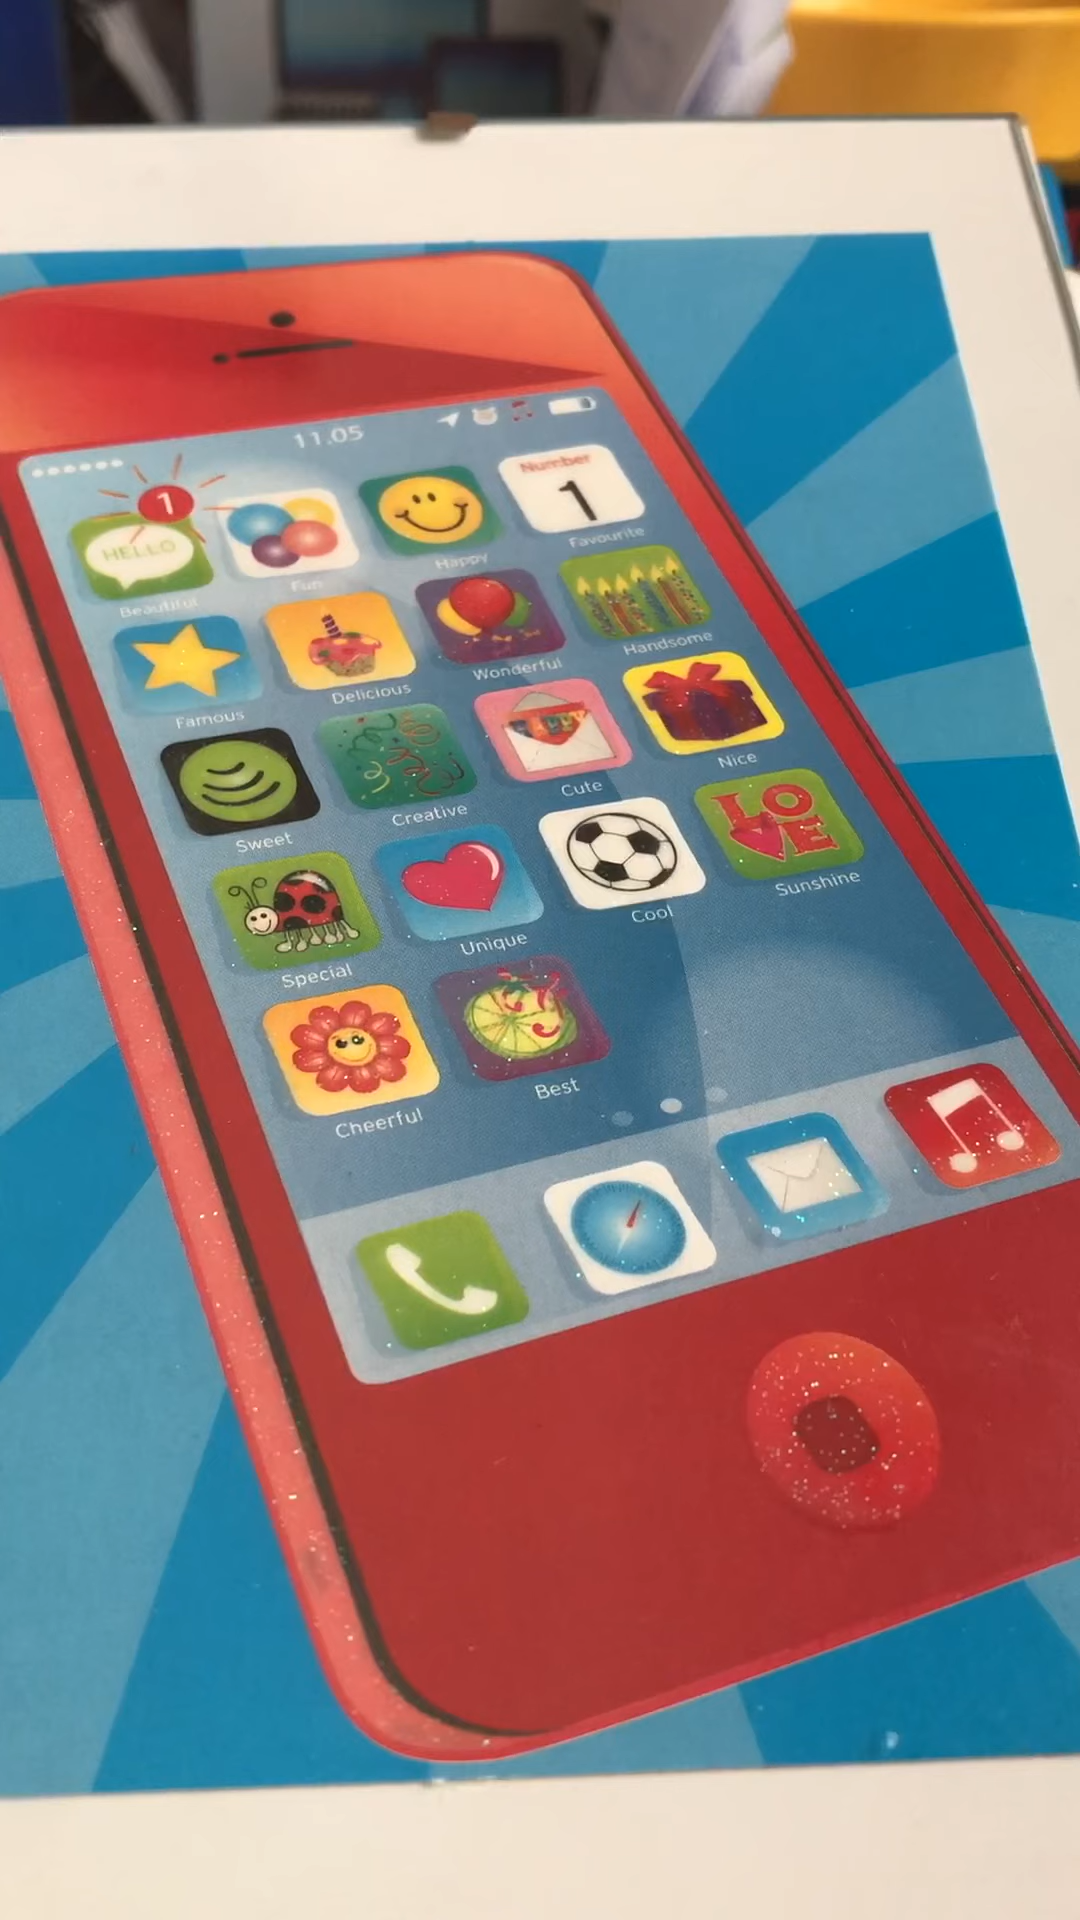 11.05
1
HELLO
Number
1
Beautiful
Fun
Happy
Favourite
Famous
Delicious
Wonderful
Handsome
Sweet
Creative
Cute
Nice
LO
VE
Special
Unique
Cool
Sunshine
Cheerful
Best